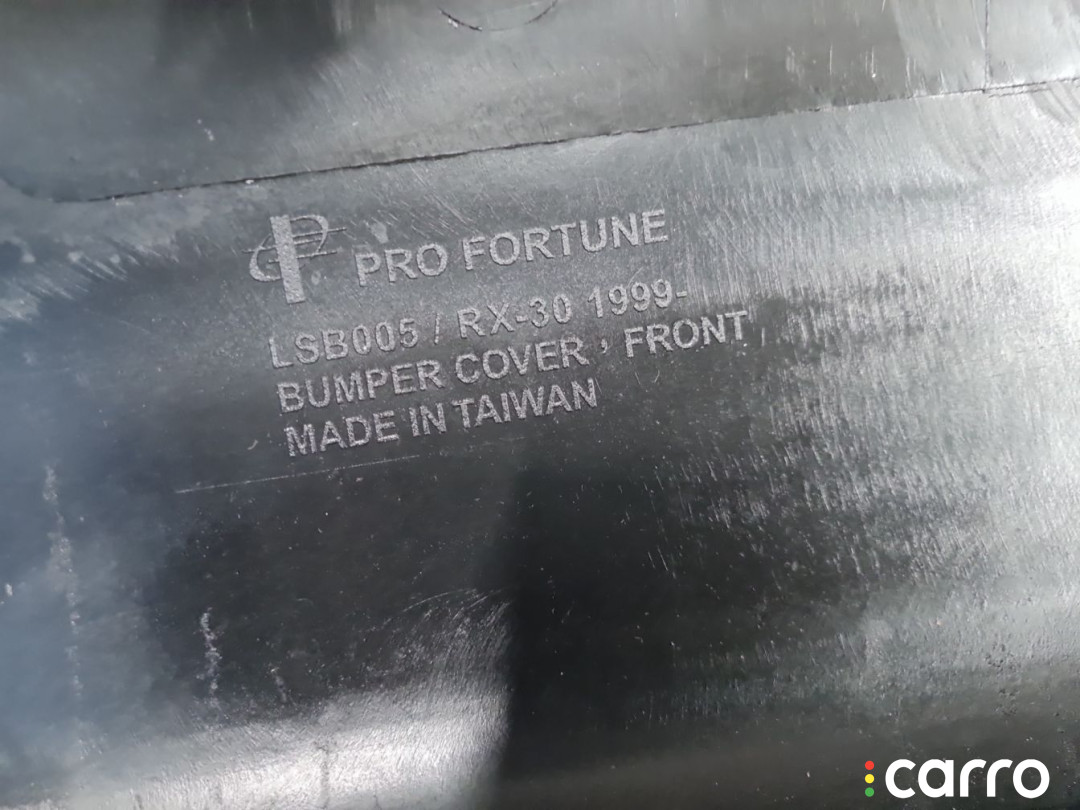 PRO FORTUNE
LSB005 / RX-30 1999-
BUMPER COVER , FRONT
MADE IN TAIWAN
carro